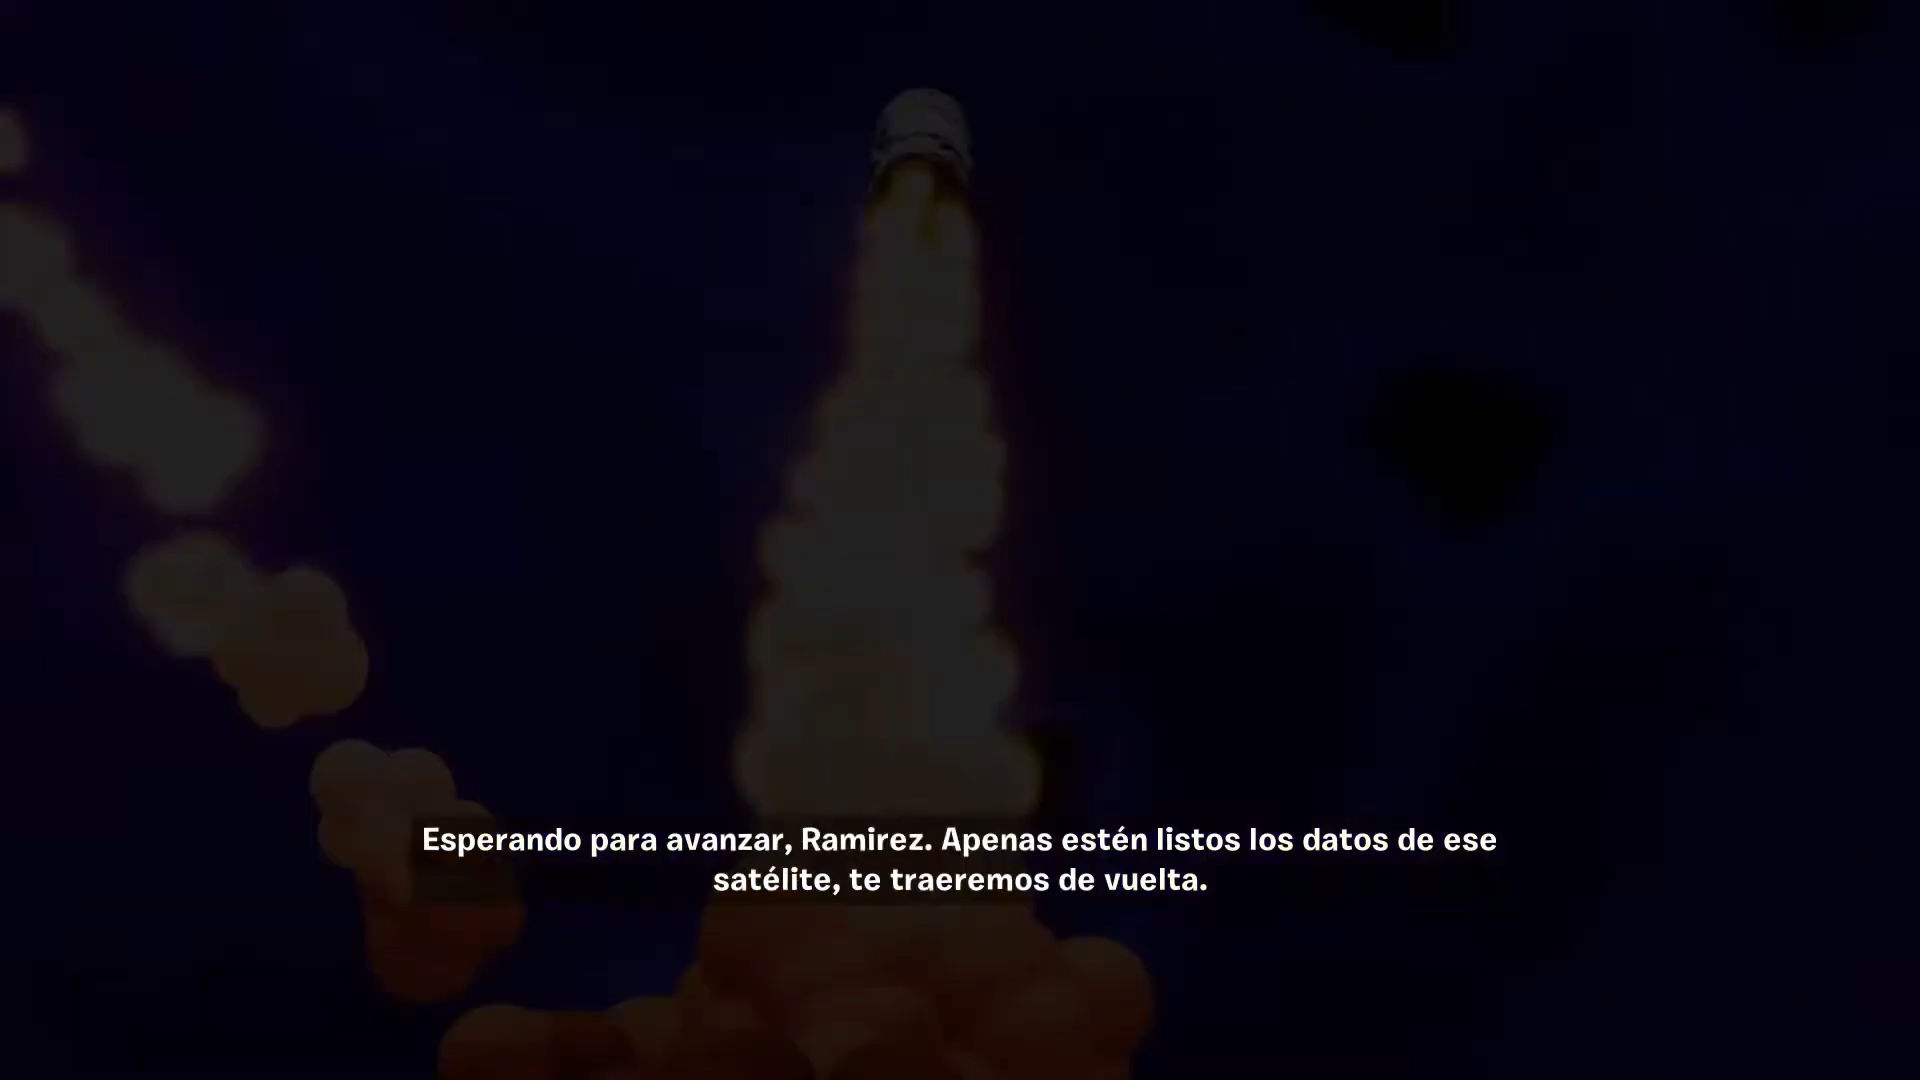 Esperando para avanzar, Ramirez. Apenas estén listos los datos de ese
satélite, te traeremos de vuelta.